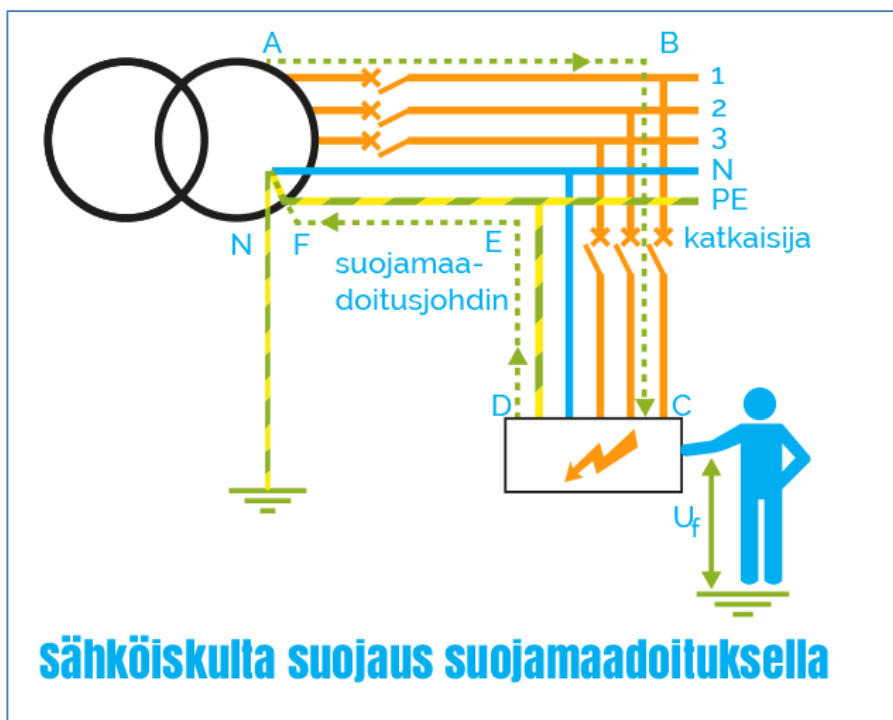 A
B
1
2
3
N
PE
N
F
E
katkaisija
suojamaa-
doitusjohdin
D
C
Uf
sähköiskulta suojaus suojamaadoituksella